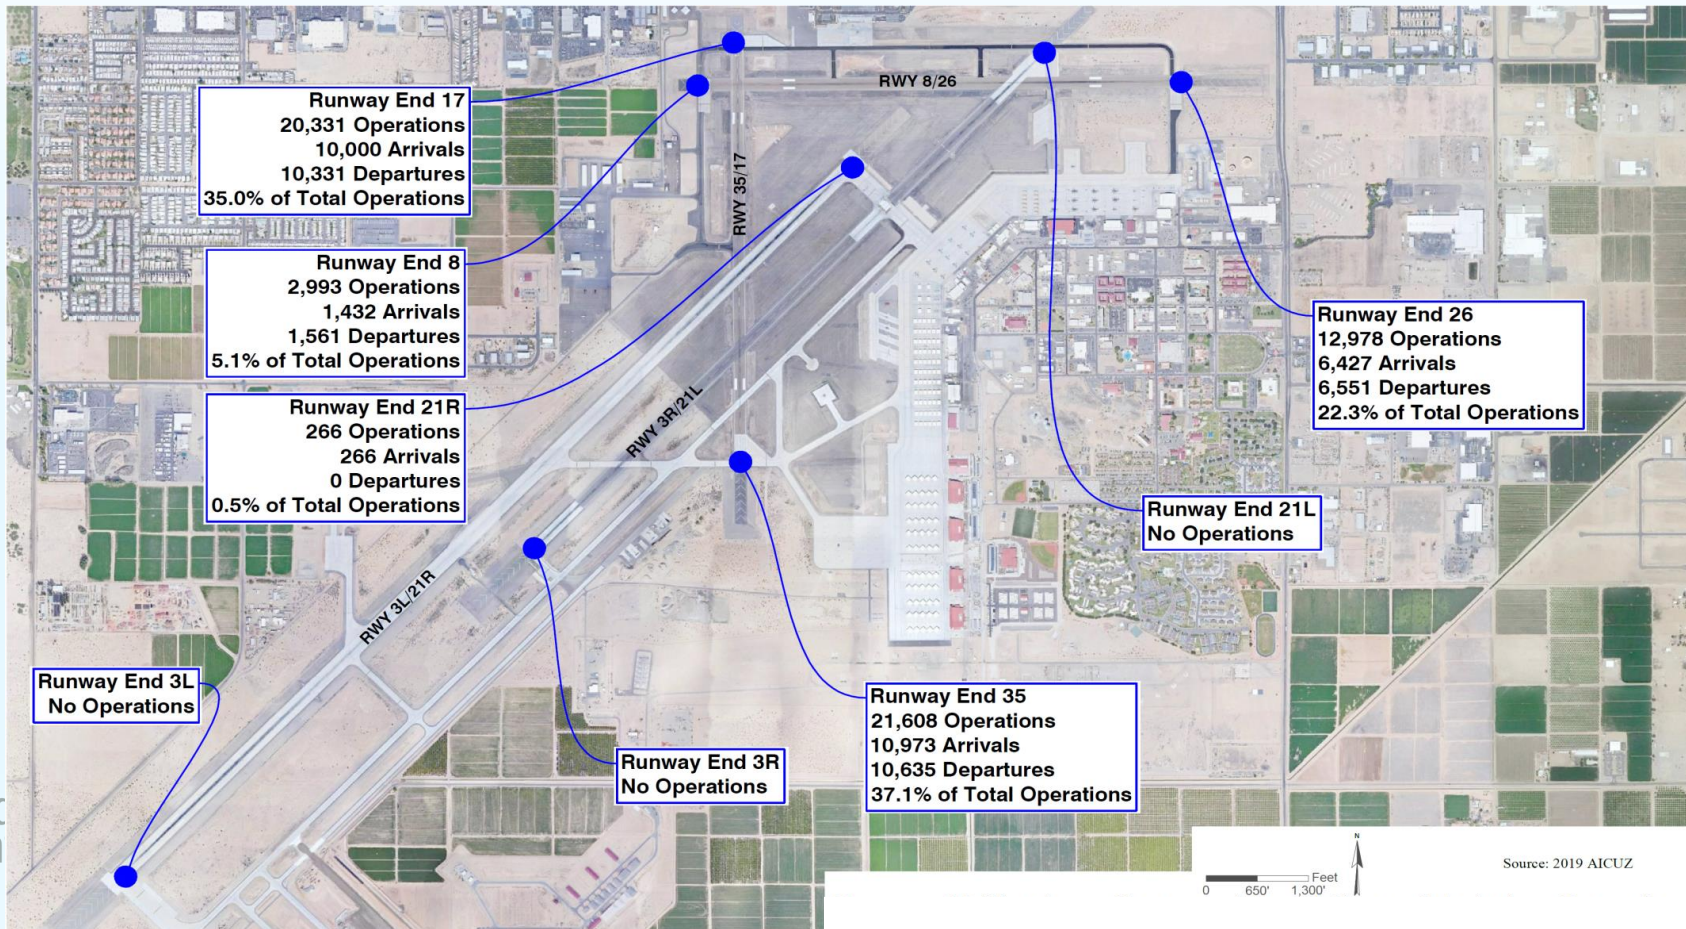 RWY 8/26
Runway End 17
20,331 Operations
10,000 Arrivals
10,331 Departures
35.0% of Total Operations
RWY 35/17
Runway End 8
2,993 Operations
1,432 Arrivals
1,561 Departures
5.1% of Total Operations
Runway End 26
12,978 Operations
6,427 Arrivals
6,551 Departures
22.3% of Total Operations
Runway End 21R
266 Operations
266 Arrivals
0 Departures
0.5% of Total Operations
RWY 3R/21L
Runway End 21L
No Operations
RWY 3L/21R
Runway End 3L
No Operations
Runway End 35
21,608 Operations
10,973 Arrivals
10,635 Departures
37.1% of Total Operations
Runway End 3R
No Operations
N
Source: 2019 AICUZ
Feet
0 650' 1,300'